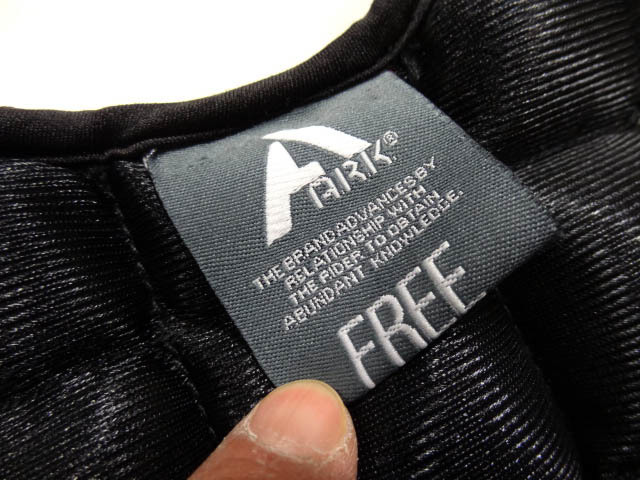 ARK®
THE BRAND ADVANCES BY
RELATIONSHIP WITH
THE RIDER TO OBTAIN
ABUNDANT KNOWLEDGE.
FREE